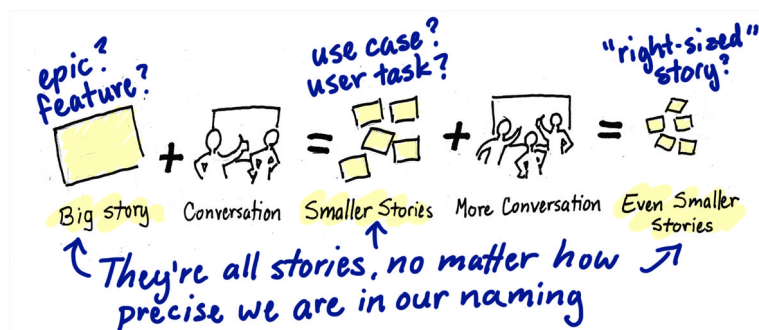 epic?
feature?
use case?
user task?
"right-sized"
story?
+
=
+
=
Big story
Conversation
Smaller Stories
More Conversation
Even Smaller
Stories
They're all stories, no matter how
precise we are in our naming